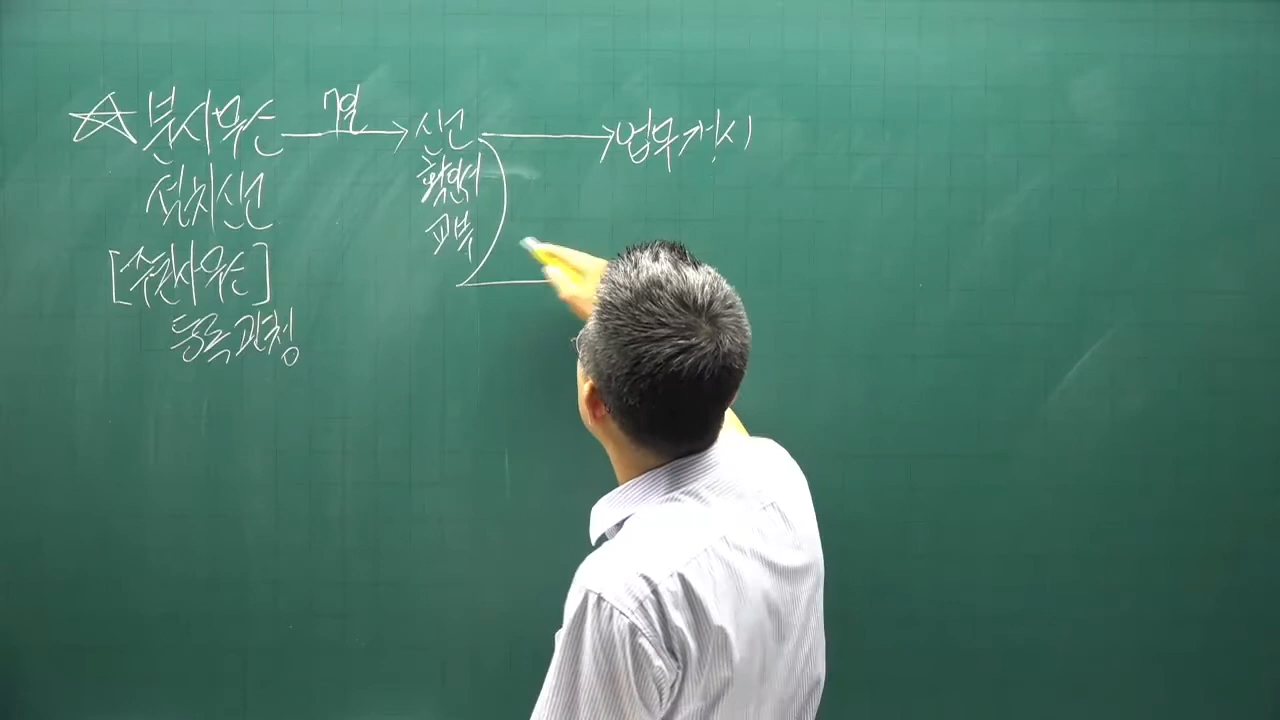 ☆ 분사무소 7일 → 신고 → 업무개시
설치신고 확인서
[주된사무소] 교부
등록관청